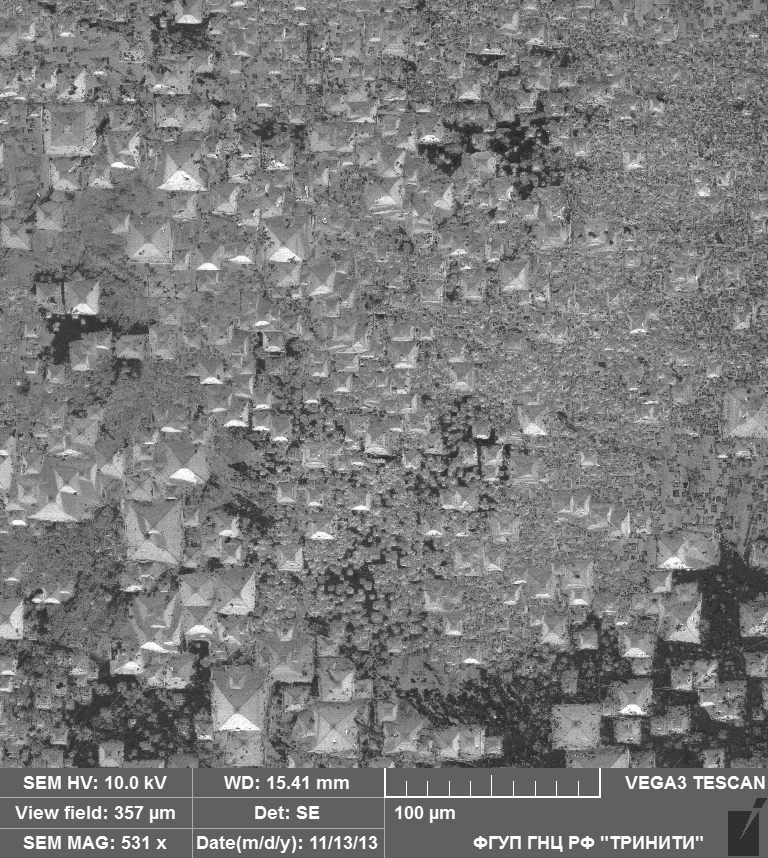 SEM HV: 10.0 kV WD: 15.41 mm VEGA3 TESCAN
View field: 357 µm Det: SE 100 µm
SEM MAG: 531 x Date(m/d/y): 11/13/13 ФГУП ГНЦ РФ "ТРИНИТИ"